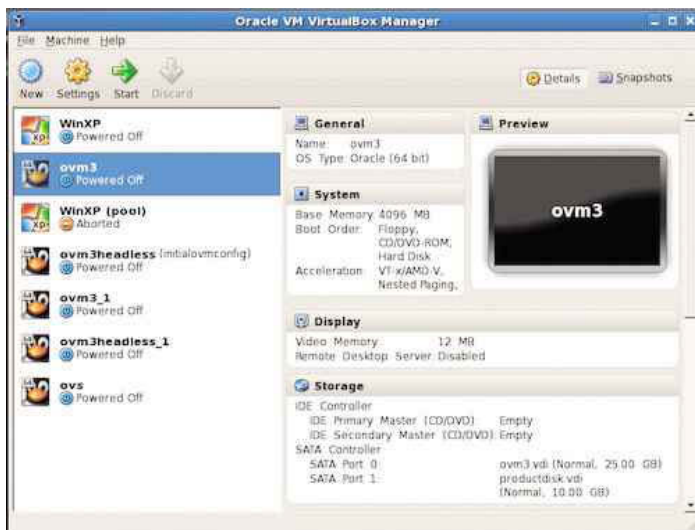 Oracle VM VirtualBox Manager
File Machine Help
New Settings Start Discard
Details Snapshots
WinXP
Powered Off
ovm3
Powered Off
WinXP (pool)
Aborted
ovm3headless (initialovmconfig)
Powered Off
ovm3_1
Powered Off
ovm3headless_1
Powered Off
ovs
Powered Off
General
Name: ovm3
OS Type: Oracle (64 bit)
System
Base Memory: 4096 MB
Boot Order: Floppy,
CD/DVD-ROM,
Hard Disk
Acceleration: VT-x/AMD-V,
Nested Paging,
Preview
ovm3
Display
Video Memory: 12 MB
Remote Desktop Server: Disabled
Storage
IDE Controller
IDE Primary Master (CD/DVD): Empty
IDE Secondary Master (CD/DVD): Empty
SATA Controller
SATA Port 0: ovm3.vdi (Normal, 25.00 GB)
SATA Port 1: productdisk.vdi
(Normal, 10.00 GB)